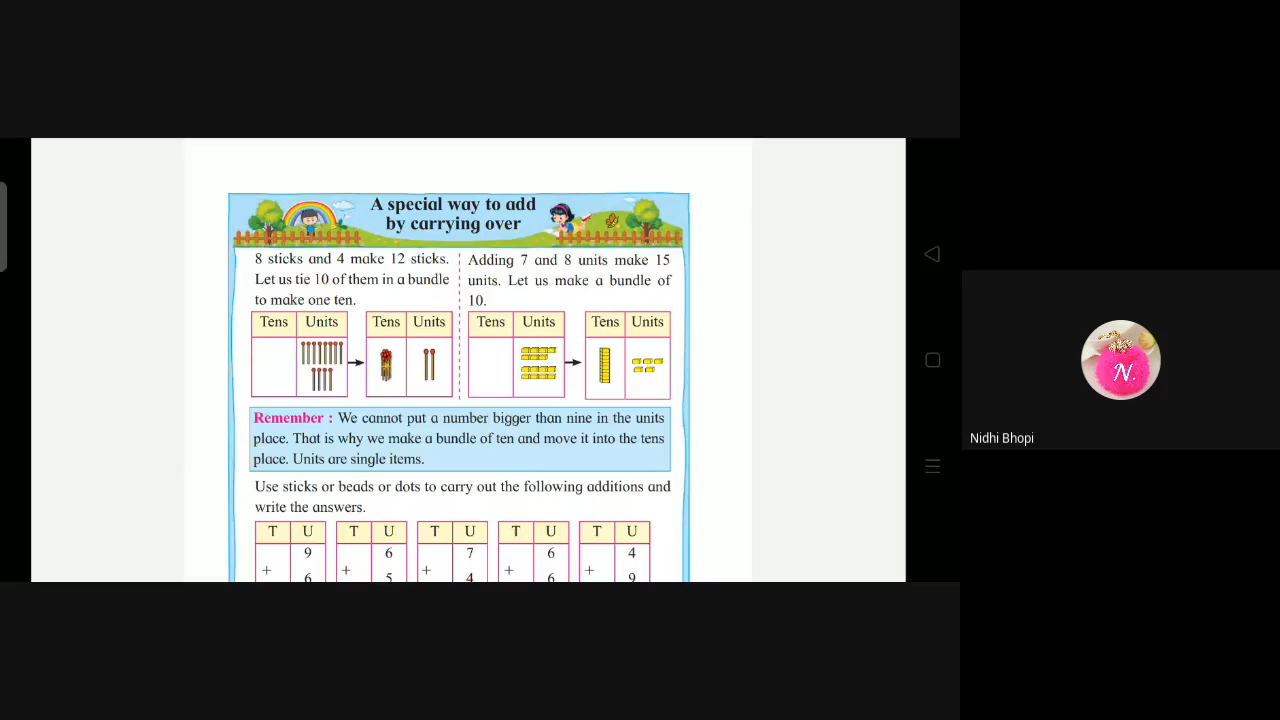 A special way to add
by carrying over
8 sticks and 4 make 12 sticks.
Let us tie 10 of them in a bundle
to make one ten.
Adding 7 and 8 units make 15
units. Let us make a bundle of
10.
Tens Units Tens Units Tens Units Tens Units
Remember : We cannot put a number bigger than nine in the units
place. That is why we make a bundle of ten and move it into the tens
place. Units are single items.
Use sticks or beads or dots to carry out the following additions and
write the answers.
T U T U T U T U T U
9 6 7 6 4
+ + + + +
6 5 4 6 9
N.
Nidhi Bhopi